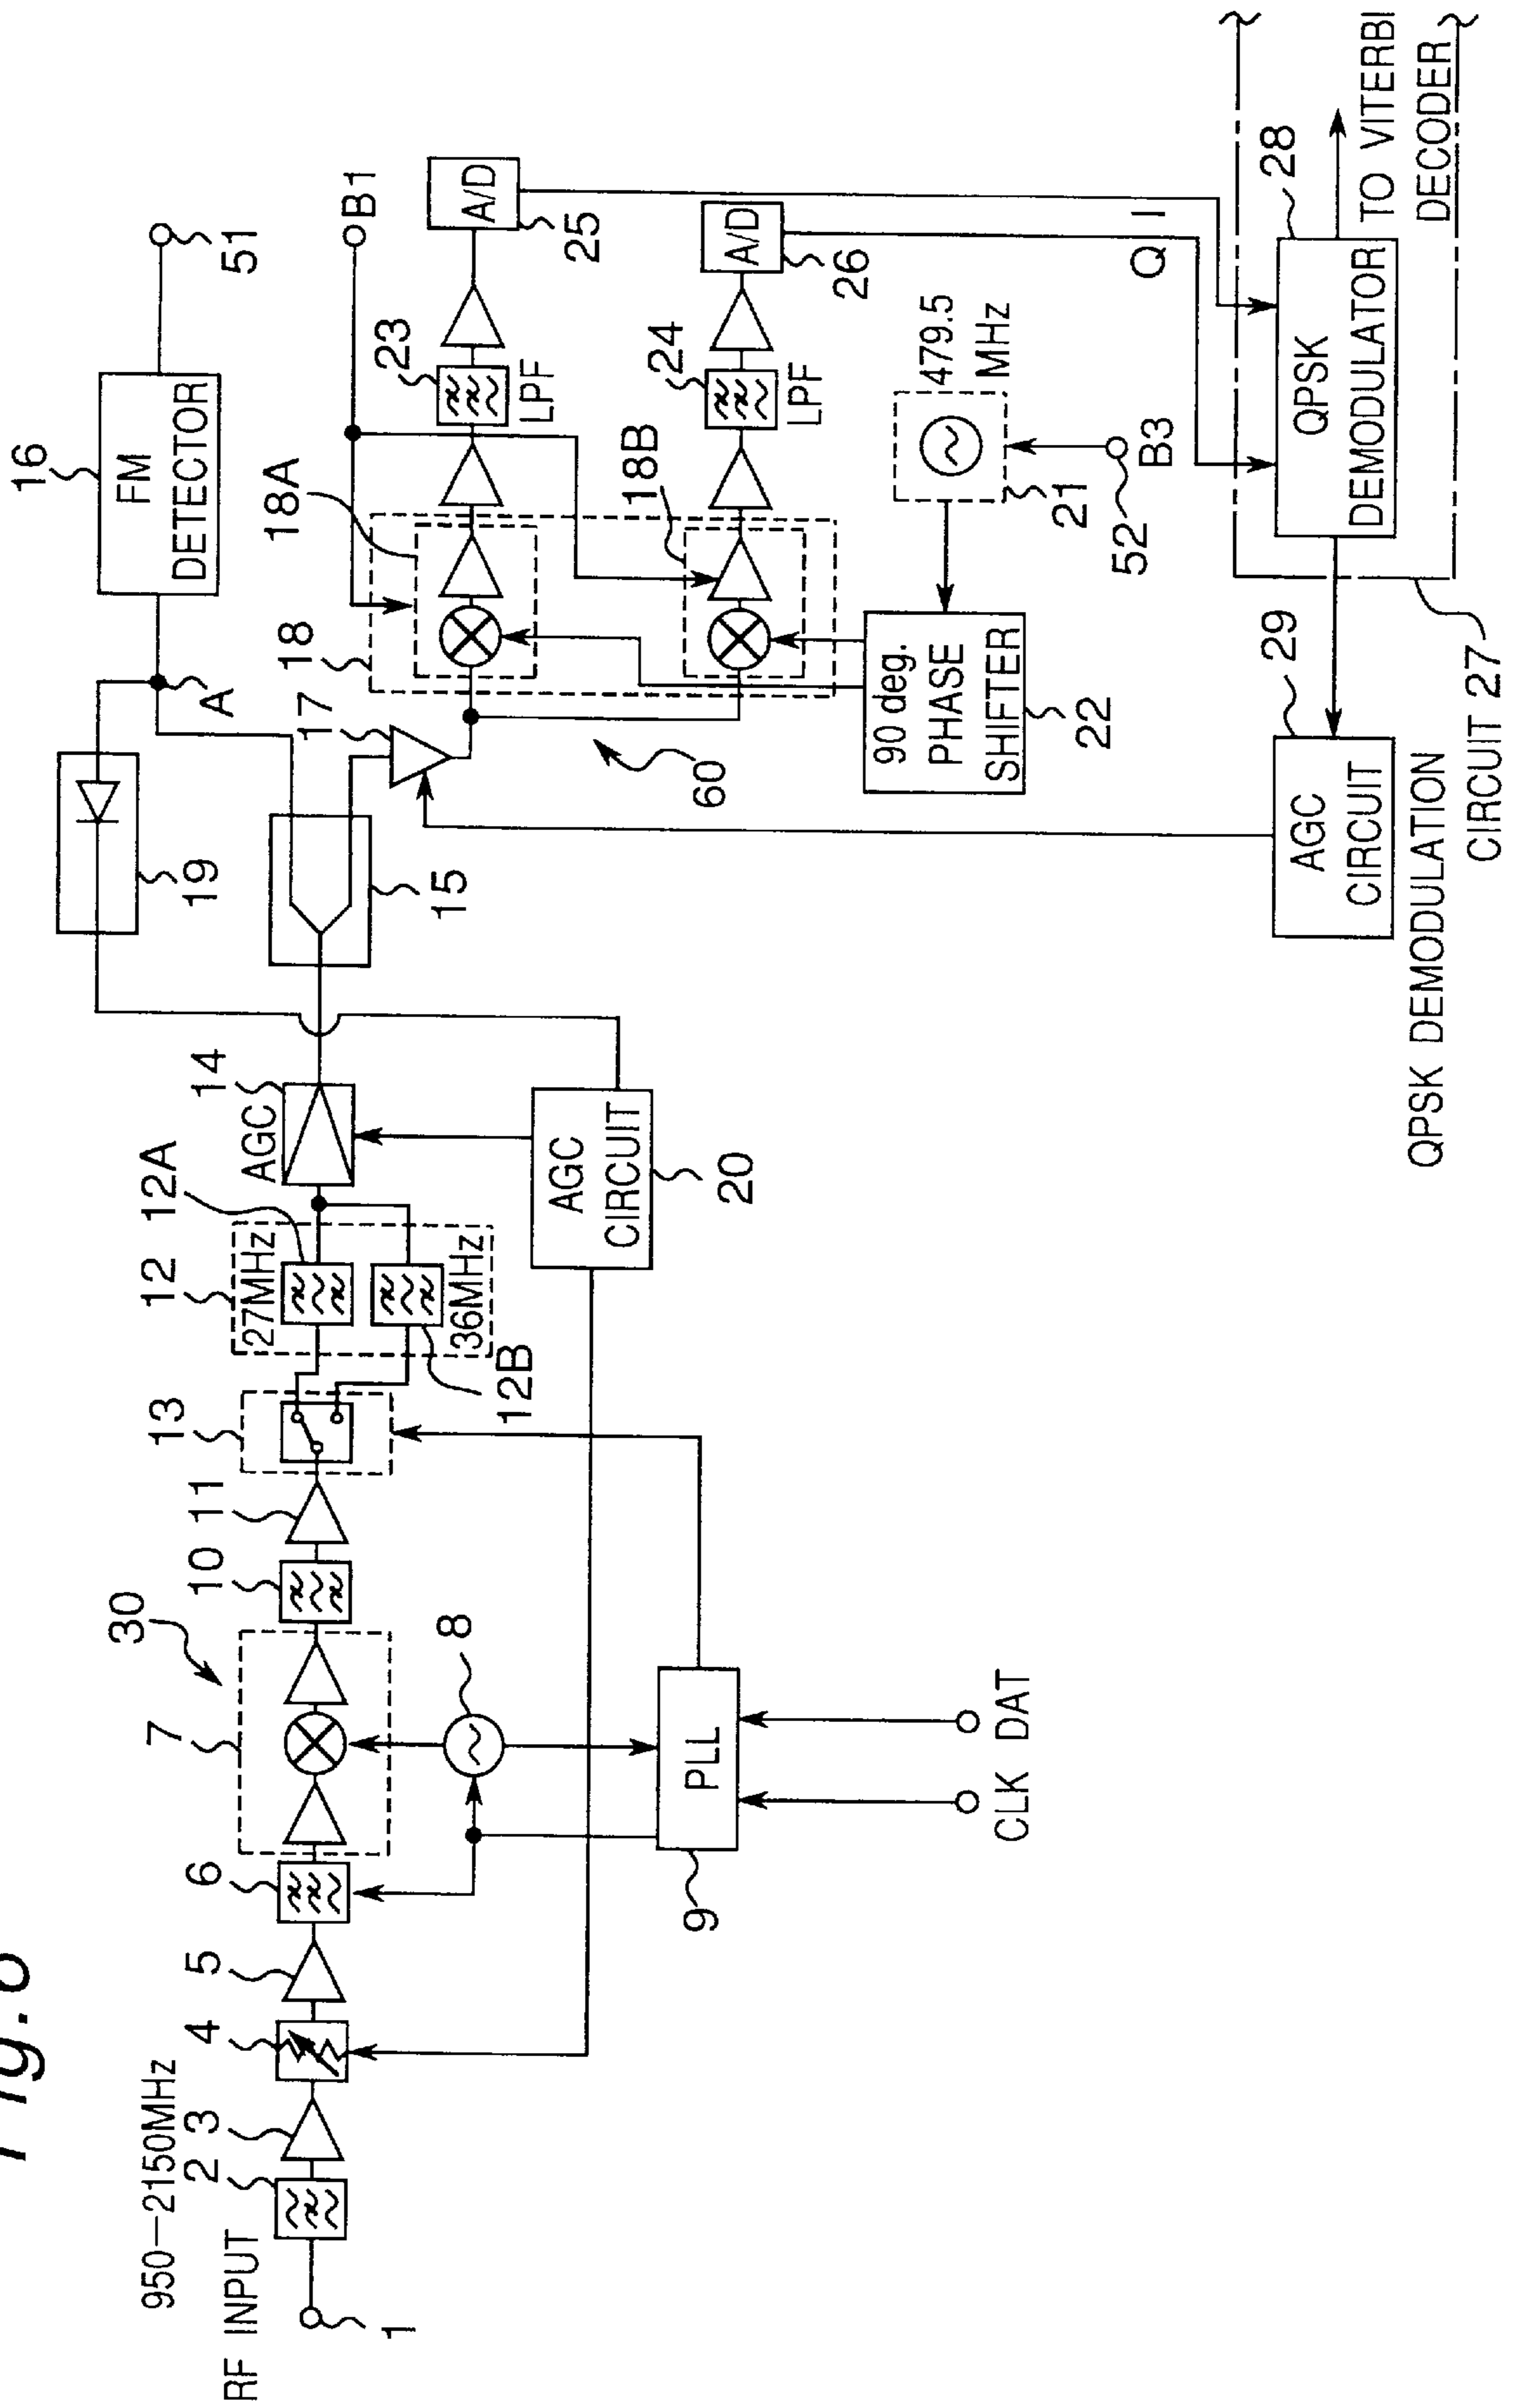 Fig.8
950-2150MHz
RF INPUT
1
2
3
4
5
6
7
30
8
9
PLL
CLK
DAT
10
11
13
12
12A
27MHz
36MHz
12B
14
AGC
AGC
CIRCUIT
20
19
15
A
16
FM
DETECTOR
51
17
18
18A
18B
60
B1
23
LPF
24
LPF
A/D
25
A/D
26
479.5
MHz
21
52
B3
90 deg.
PHASE
SHIFTER
22
Q
I
28
QPSK
DEMODULATOR
TO VITERBI
DECODER
29
AGC
CIRCUIT
QPSK DEMODULATION
CIRCUIT 27